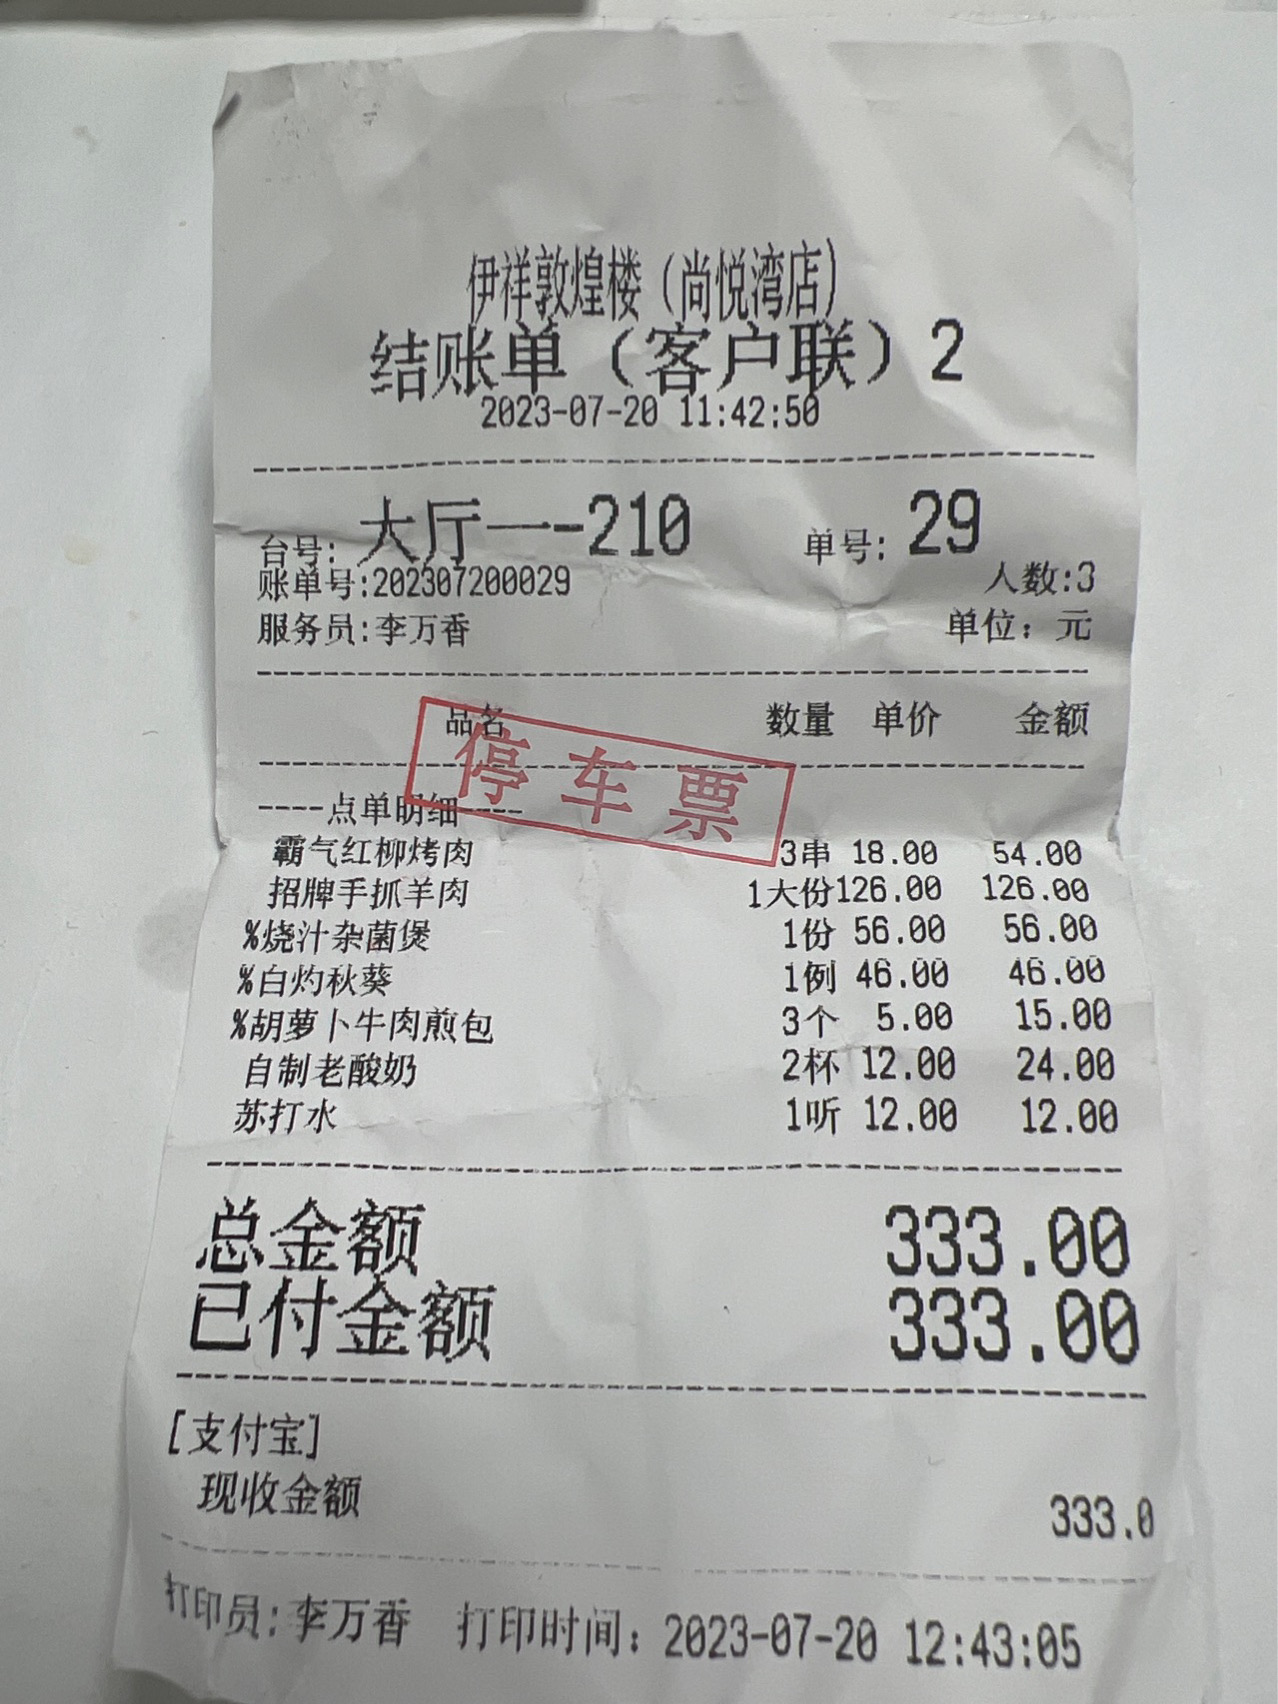 伊祥敦煌楼（尚悦湾店）
结账单（客户联）2
2023-07-20 11:42:50
台号: 大厅一-210 单号: 29
账单号:202307200029 人数:3
服务员:李万香 单位：元
品名 数量 单价 金额
停车票
----点单明细----
霸气红柳烤肉 3串 18.00 54.00
招牌手抓羊肉 1大份126.00 126.00
%烧汁杂菌煲 1份 56.00 56.00
%白灼秋葵 1例 46.00 46.00
%胡萝卜牛肉煎包 3个 5.00 15.00
自制老酸奶 2杯 12.00 24.00
苏打水 1听 12.00 12.00
总金额 333.00
已付金额 333.00
[支付宝]
现收金额 333.0
打印员: 李万香 打印时间: 2023-07-20 12:43:05